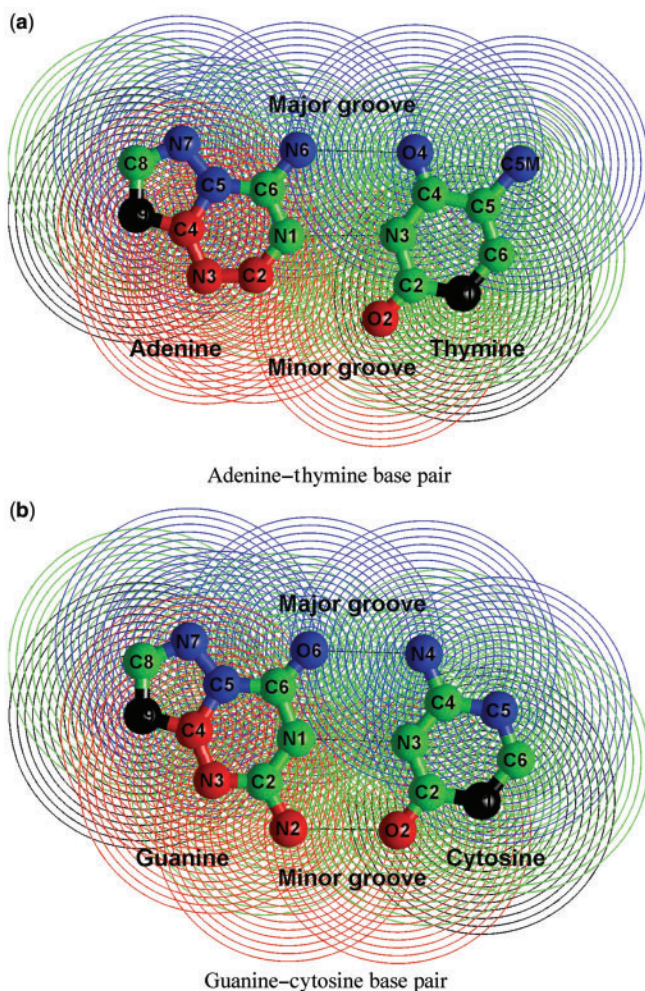 (a)
Major groove
N7 N6 O4 C5M
C8 C5 C6 C4 C5
C4 N1 N3 C6
N3 C2 C2
O2
Adenine Thymine
Minor groove
Adenine–thymine base pair
(b)
Major groove
N7 O6 N4
C8 C5 C6 C4 C5
C4 N1 N3 C6
N3 C2 C2
N2 O2
Guanine Cytosine
Minor groove
Guanine–cytosine base pair